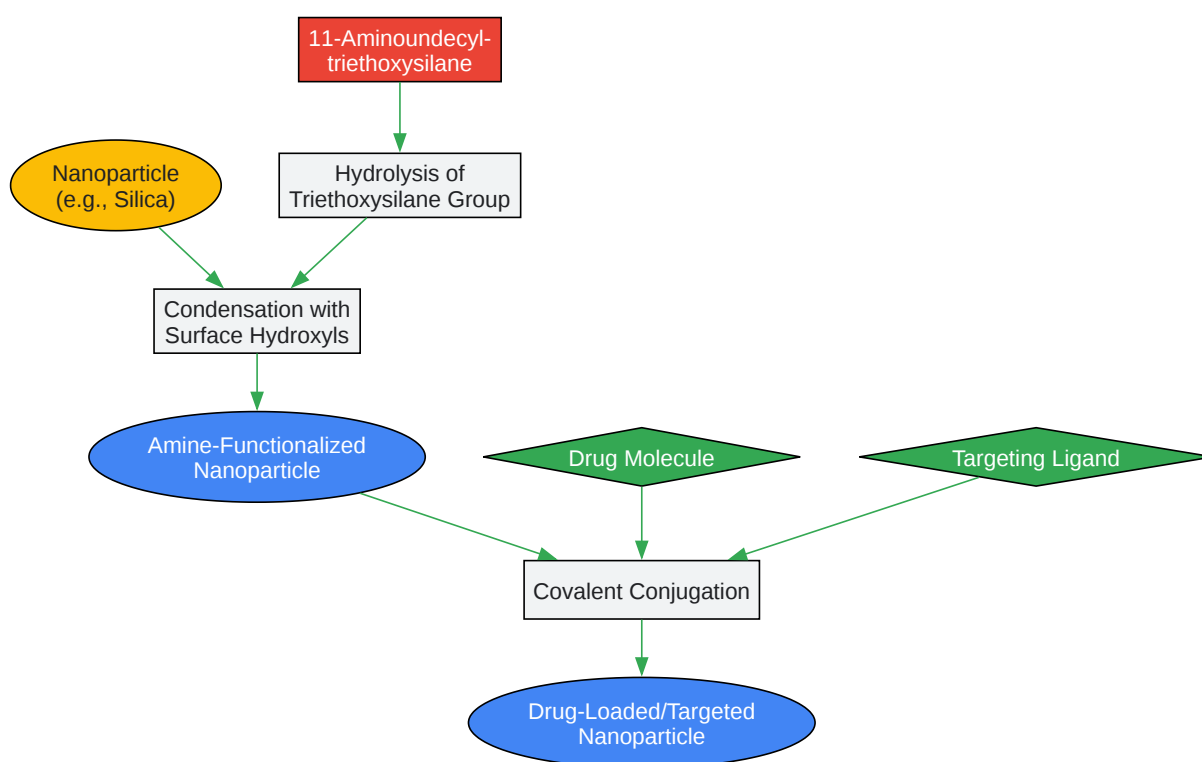 11-Aminoundecyl-
triethoxysilane
Nanoparticle
(e.g., Silica)
Hydrolysis of
Triethoxysilane Group
Condensation with
Surface Hydroxyls
Amine-Functionalized
Nanoparticle
Drug Molecule
Targeting Ligand
Covalent Conjugation
Drug-Loaded/Targeted
Nanoparticle